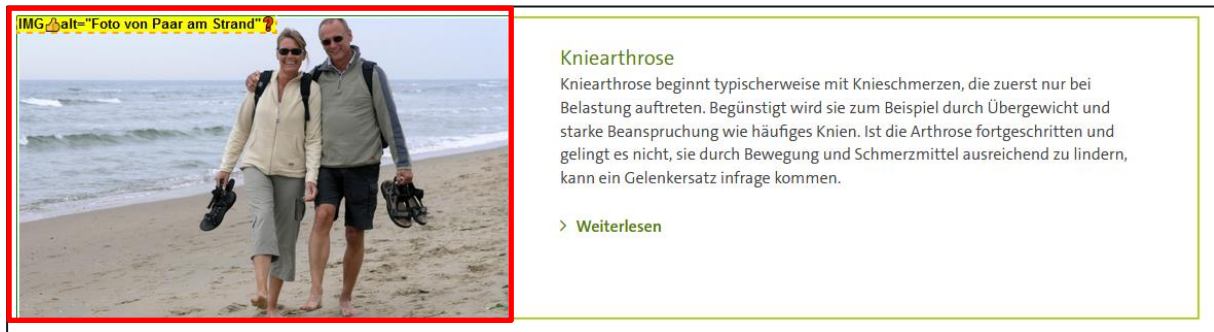 IMG👍alt="Foto von Paar am Strand"❓
Kniearthrose
Kniearthrose beginnt typischerweise mit Knieschmerzen, die zuerst nur bei
Belastung auftreten. Begünstigt wird sie zum Beispiel durch Übergewicht und
starke Beanspruchung wie häufiges Knien. Ist die Arthrose fortgeschritten und
gelingt es nicht, sie durch Bewegung und Schmerzmittel ausreichend zu lindern,
kann ein Gelenkersatz infrage kommen.
> Weiterlesen